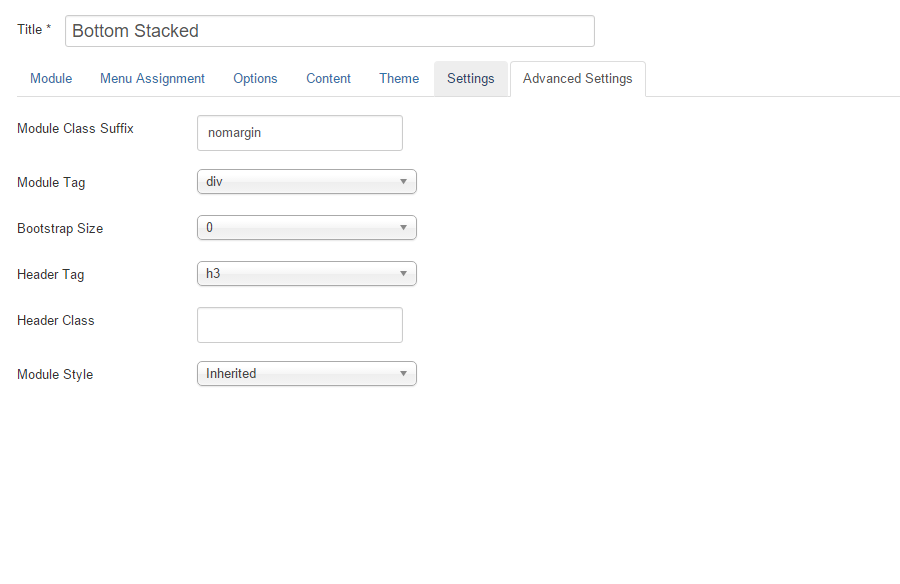 Title * Bottom Stacked
Module Menu Assignment Options Content Theme Settings Advanced Settings
Module Class Suffix nomargin
Module Tag div
Bootstrap Size 0
Header Tag h3
Header Class
Module Style Inherited